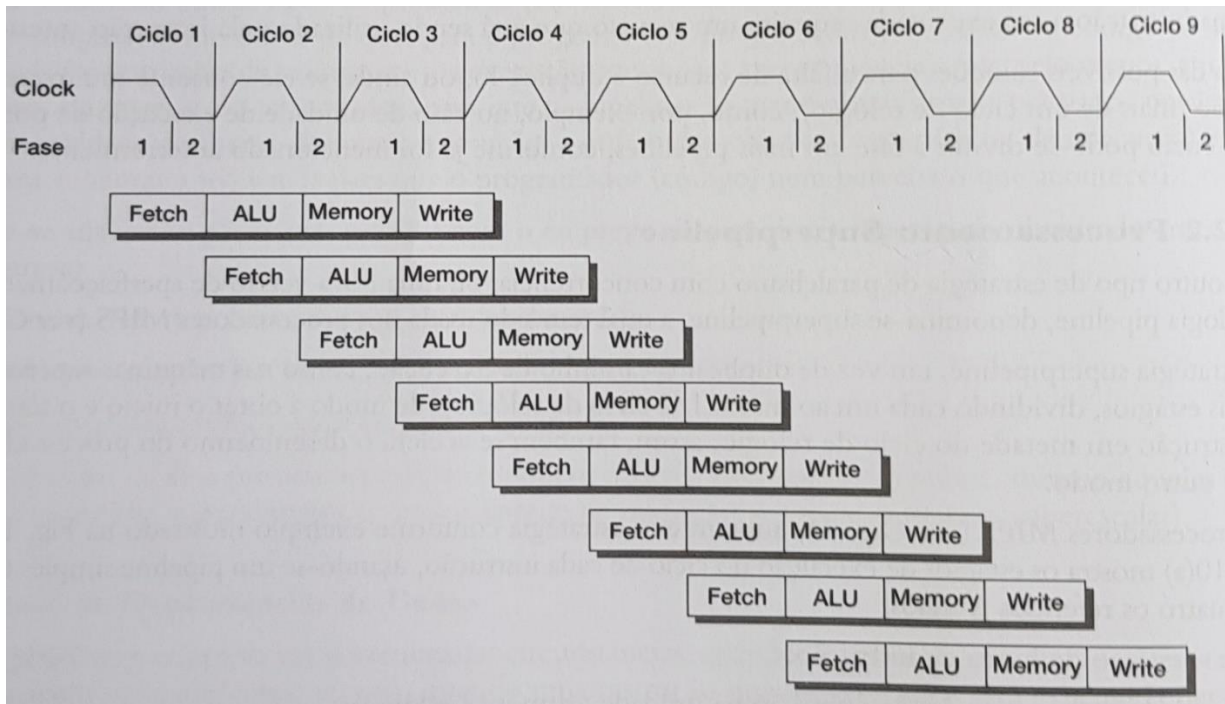 Ciclo 1 Ciclo 2 Ciclo 3 Ciclo 4 Ciclo 5 Ciclo 6 Ciclo 7 Ciclo 8 Ciclo 9
Clock
Fase 1 2 1 2 1 2 1 2 1 2 1 2 1 2 1 2 1 2
Fetch ALU Memory Write
Fetch ALU Memory Write
Fetch ALU Memory Write
Fetch ALU Memory Write
Fetch ALU Memory Write
Fetch ALU Memory Write
Fetch ALU Memory Write
Fetch ALU Memory Write